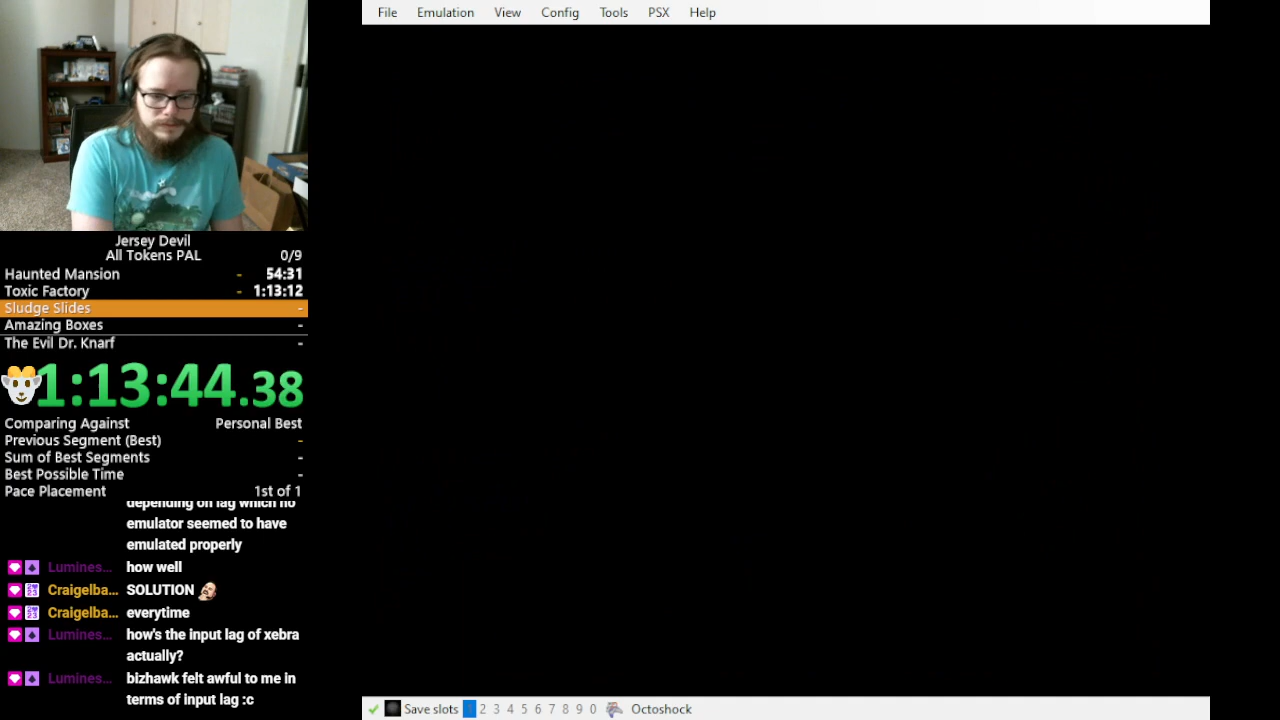 File Emulation View Config Tools PSX Help
Jersey Devil
All Tokens PAL 0/9
Haunted Mansion - 54:31
Toxic Factory - 1:13:12
Sludge Slides -
Amazing Boxes -
The Evil Dr. Knarf -
1:13:44.38
Comparing Against Personal Best
Previous Segment (Best) -
Sum of Best Segments -
Best Possible Time -
Pace Placement 1st of 1
depending on lag which no
emulator seemed to have
emulated properly
Lumines... how well
Craigelba... SOLUTION
Craigelba... everytime
Lumines... how's the input lag of xebra
actually?
Lumines... bizhawk felt awful to me in
terms of input lag :c
Save slots 1 2 3 4 5 6 7 8 9 0 Octoshock